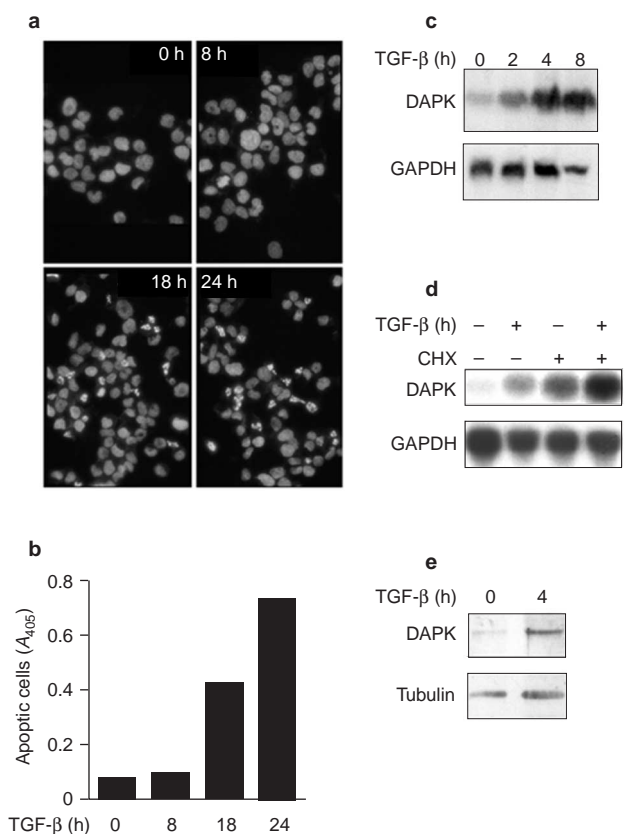 a
0 h
8 h
18 h
24 h
b
Apoptic cells (A405)
0.8
0.6
0.4
0.2
0
TGF-β (h) 0 8 18 24
c
TGF-β (h) 0 2 4 8
DAPK
GAPDH
d
TGF-β (h) – + – +
CHX – – + +
DAPK
GAPDH
e
TGF-β (h) 0 4
DAPK
Tubulin